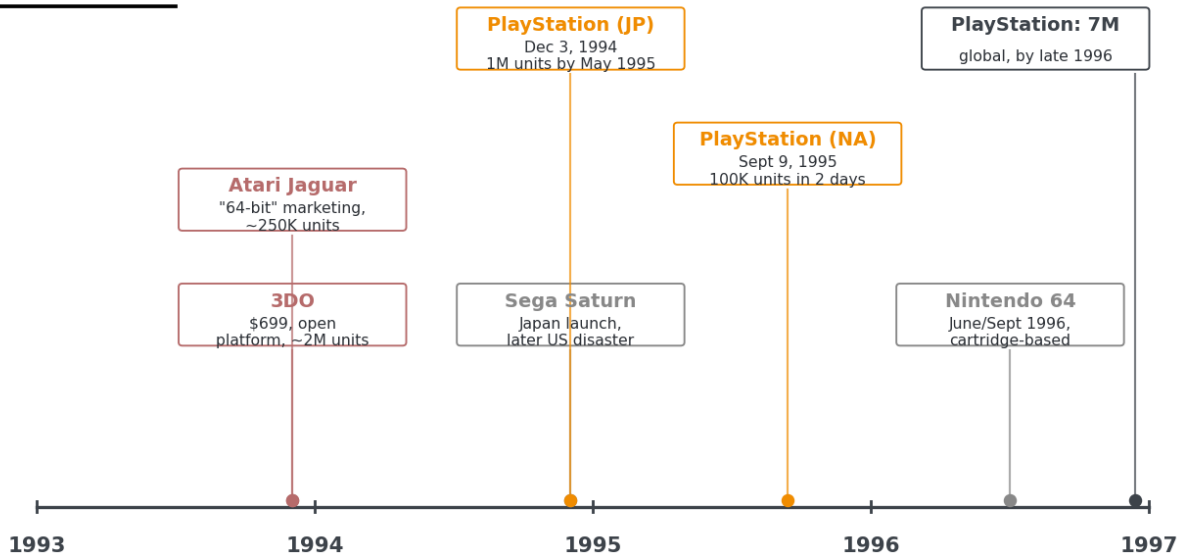 PlayStation (JP)
Dec 3, 1994
1M units by May 1995
PlayStation: 7M
global, by late 1996
PlayStation (NA)
Sept 9, 1995
100K units in 2 days
Atari Jaguar
"64-bit" marketing,
~250K units
3DO
$699, open
platform, ~2M units
Sega Saturn
Japan launch,
later US disaster
Nintendo 64
June/Sept 1996,
cartridge-based
1993
1994
1995
1996
1997